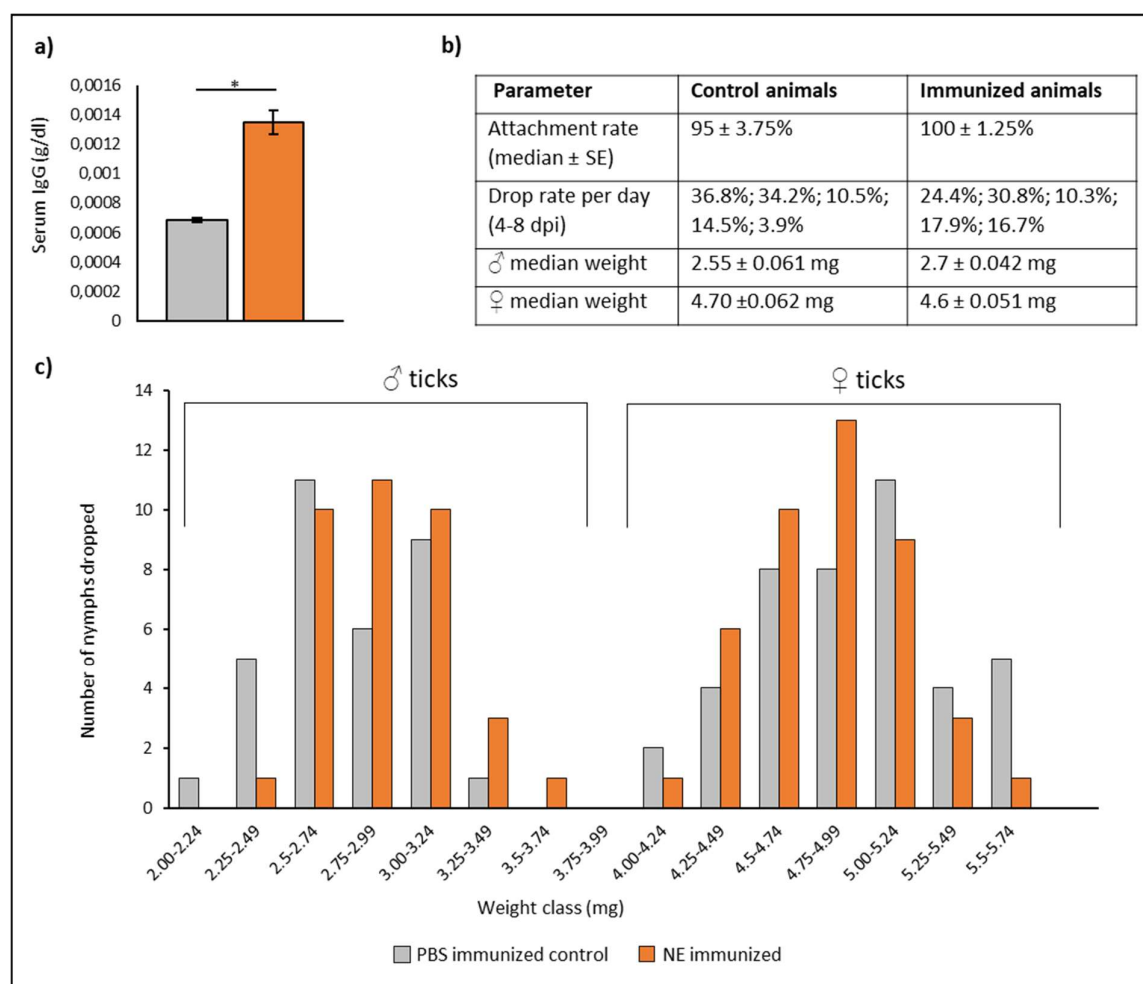 a)
0,0016
0,0014
0,0012
0,001
0,0008
0,0006
0,0004
0,0002
0
Serum IgG (g/dl)
*
b)
Parameter Control animals Immunized animals
Attachment rate (median ± SE) 95 ± 3.75% 100 ± 1.25%
Drop rate per day (4-8 dpi) 36.8%; 34.2%; 10.5%; 14.5%; 3.9% 24.4%; 30.8%; 10.3%; 17.9%; 16.7%
♂ median weight 2.55 ± 0.061 mg 2.7 ± 0.042 mg
♀ median weight 4.70 ±0.062 mg 4.6 ± 0.051 mg
c)
♂ ticks
♀ ticks
14
12
10
8
6
4
2
0
Number of nymphs dropped
2.00-2.24
2.25-2.49
2.5-2.74
2.75-2.99
3.00-3.24
3.25-3.49
3.5-3.74
3.75-3.99
4.00-4.24
4.25-4.49
4.5-4.74
4.75-4.99
5.00-5.24
5.25-5.49
5.5-5.74
Weight class (mg)
PBS immunized control
NE immunized